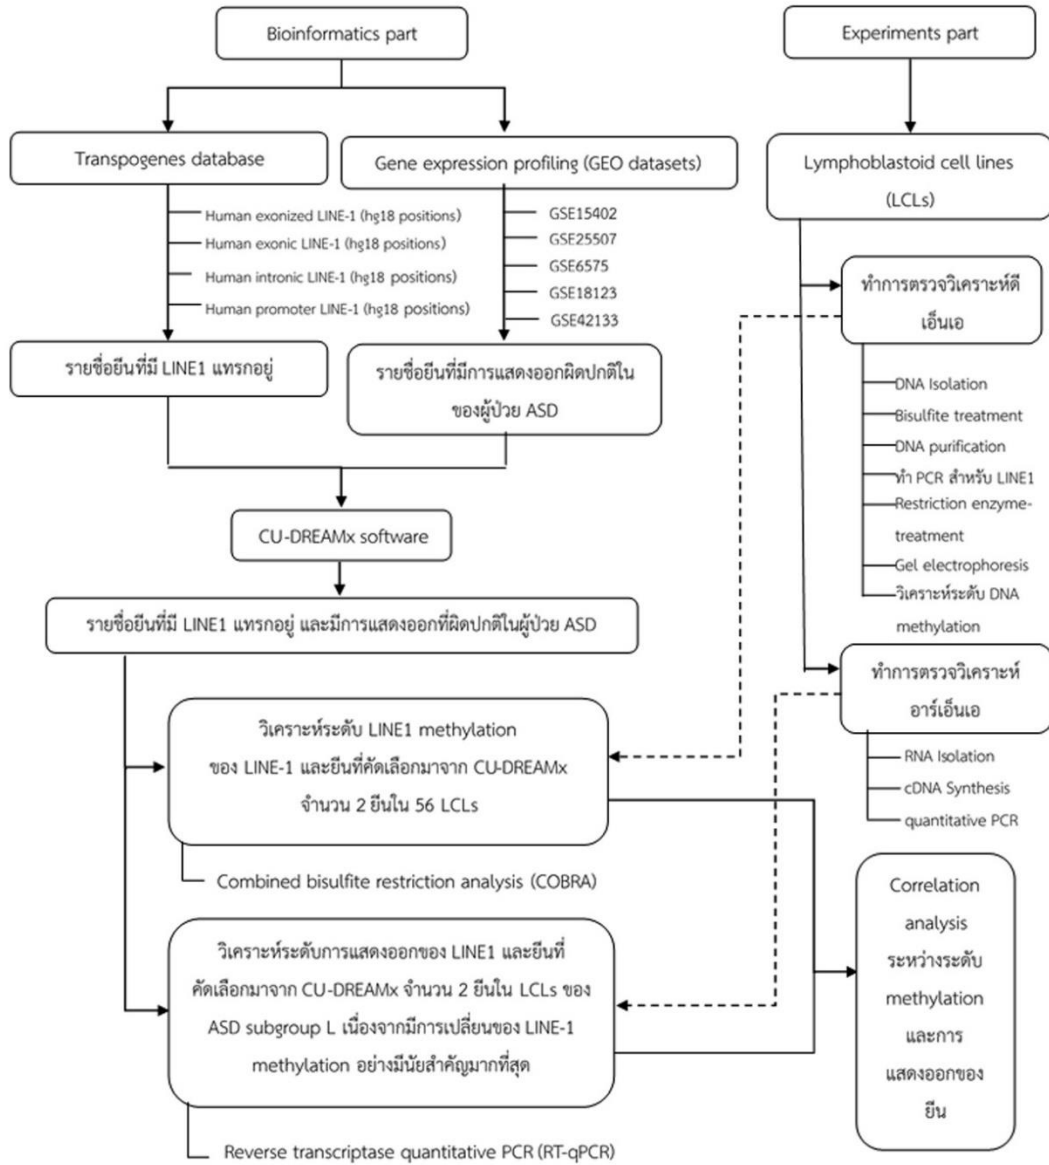 Bioinformatics part
Experiments part
Transpogenes database
Gene expression profiling (GEO datasets)
Lymphoblastoid cell lines
(LCLs)
Human exonized LINE-1 (hg18 positions)
Human exonic LINE-1 (hg18 positions)
Human intronic LINE-1 (hg18 positions)
Human promoter LINE-1 (hg18 positions)
GSE15402
GSE25507
GSE6575
GSE18123
GSE42133
รายชื่อยีนที่มี LINE1 แทรกอยู่
รายชื่อยีนที่มีการแสดงออกผิดปกติใน
ของผู้ป่วย ASD
CU-DREAMx software
รายชื่อยีนที่มี LINE1 แทรกอยู่ และมีการแสดงออกที่ผิดปกติในผู้ป่วย ASD
ทำการตรวจวิเคราะห์ดี
เอ็นเอ
DNA Isolation
Bisulfite treatment
DNA purification
ทำ PCR สำหรับ LINE1
Restriction enzyme-
treatment
Gel electrophoresis
วิเคราะห์ระดับ DNA
methylation
ทำการตรวจวิเคราะห์
อาร์เอ็นเอ
RNA Isolation
cDNA Synthesis
quantitative PCR
วิเคราะห์ระดับ LINE1 methylation
ของ LINE-1 และยีนที่คัดเลือกมาจาก CU-DREAMx
จำนวน 2 ยีนใน 56 LCLs
Combined bisulfite restriction analysis (COBRA)
วิเคราะห์ระดับการแสดงออกของ LINE1 และยีนที่
คัดเลือกมาจาก CU-DREAMx จำนวน 2 ยีนใน LCLs ของ
ASD subgroup L เนื่องจากมีการเปลี่ยนของ LINE-1
methylation อย่างมีนัยสำคัญมากที่สุด
Reverse transcriptase quantitative PCR (RT-qPCR)
Correlation
analysis
ระหว่างระดับ
methylation
และการ
แสดงออกของ
ยีน